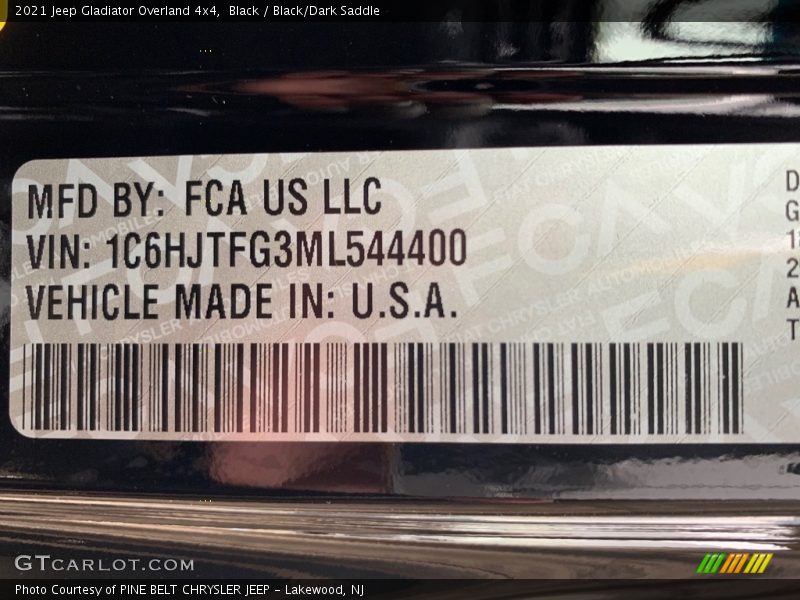 2021 Jeep Gladiator Overland 4x4,  Black / Black/Dark Saddle
MFD BY: FCA US LLC
VIN: 1C6HJTFG3ML544400
VEHICLE MADE IN: U.S.A.
GTCARLOT.COM
Photo Courtesy of PINE BELT CHRYSLER JEEP - Lakewood, NJ